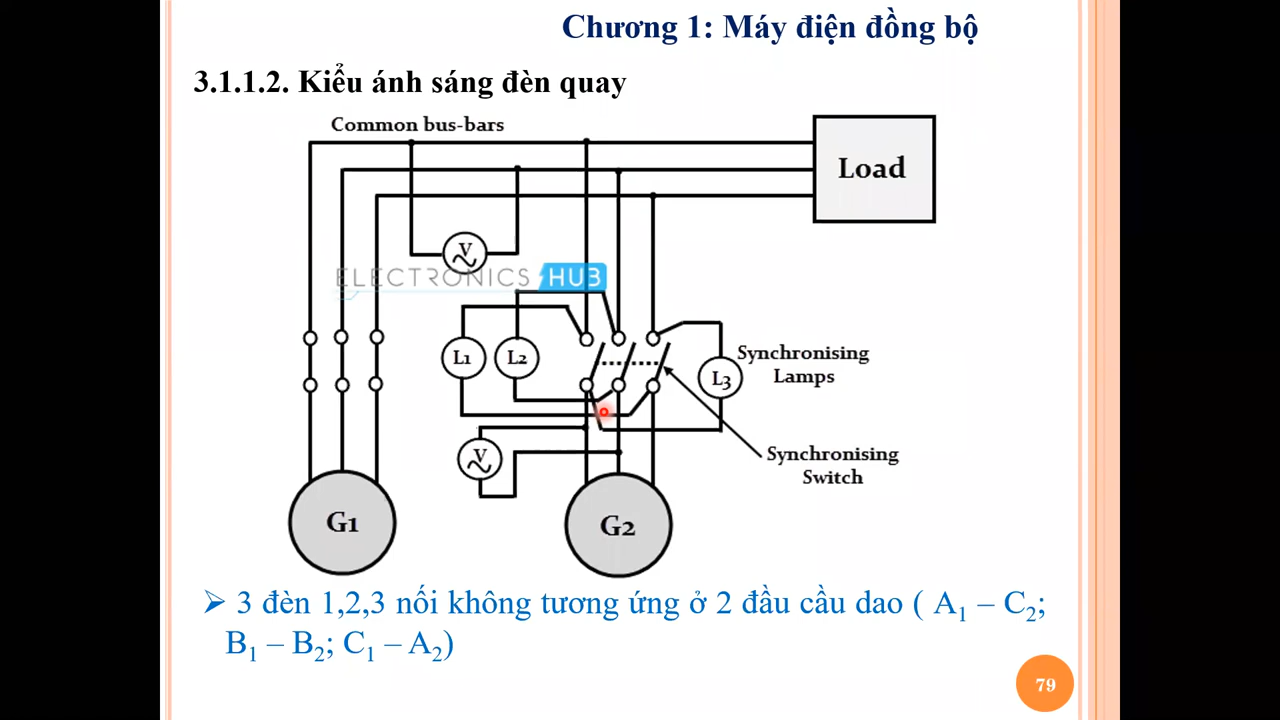 Chương 1: Máy điện đồng bộ
3.1.1.2. Kiểu ánh sáng đèn quay
Common bus-bars
Load
V
ELECTRONICS HUB
L1
L2
L3
Synchronising
Lamps
V
Synchronising
Switch
G1
G2
➢ 3 đèn 1,2,3 nối không tương ứng ở 2 đầu cầu dao ( A₁ – C₂;
B₁ – B₂; C₁ – A₂)
79